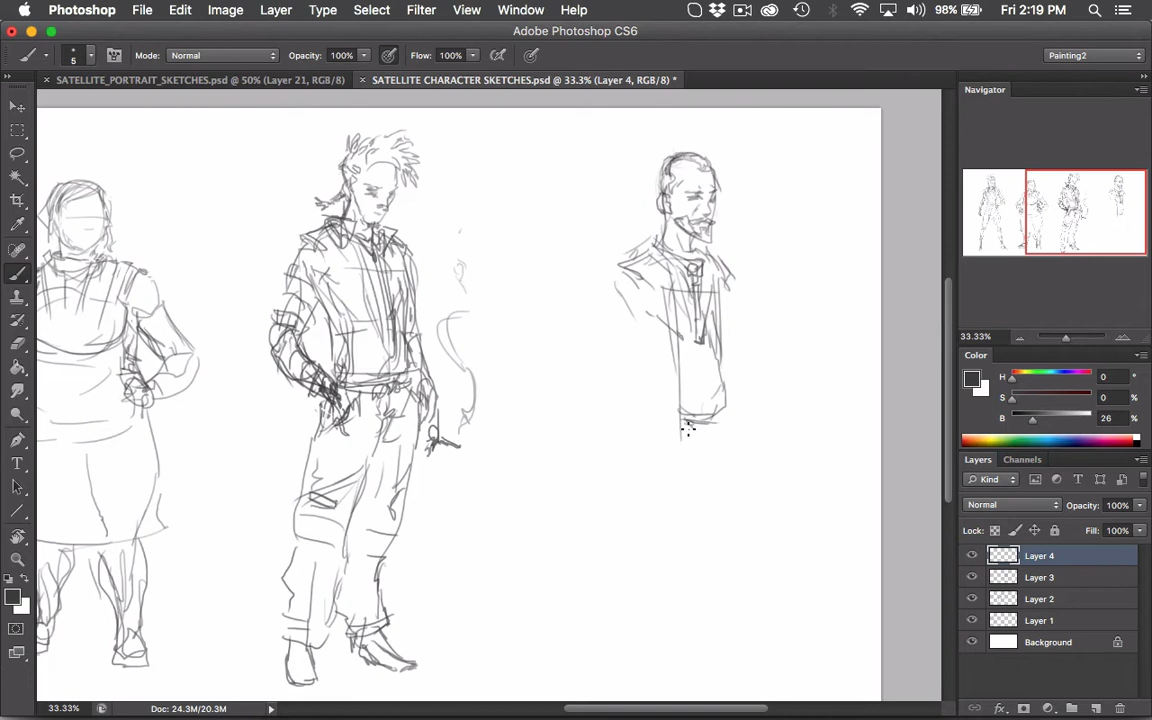 Photoshop File Edit Image Layer Type Select Filter View Window Help 98% Fri 2:19 PM
Adobe Photoshop CS6
5 Mode: Normal Opacity: 100% Flow: 100% Painting2
SATELLITE_PORTRAIT_SKETCHES.psd @ 50% (Layer 21, RGB/8) SATELLITE CHARACTER SKETCHES.psd @ 33.3% (Layer 4, RGB/8) *
Navigator
33.33%
Color
H 0 °
S 0 %
B 26 %
Layers Channels
Kind
Normal Opacity: 100%
Lock: Fill: 100%
Layer 4
Layer 3
Layer 2
Layer 1
Background
33.33% Doc: 24.3M/20.3M